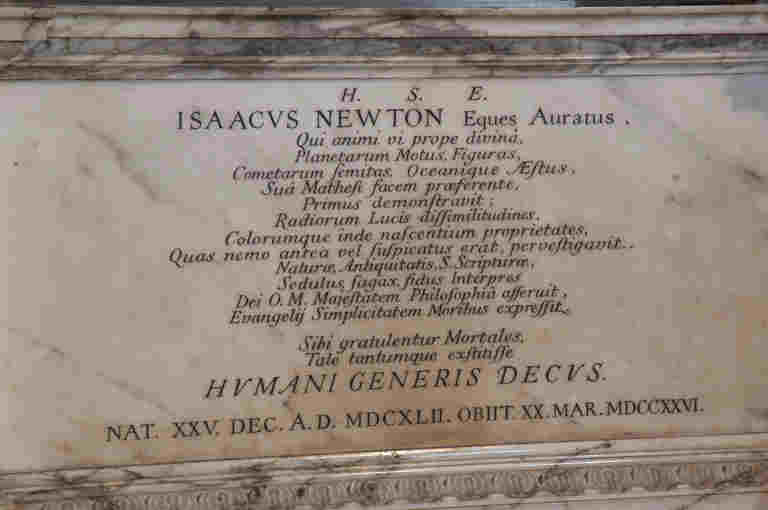 H. S. E.
ISAACVS NEWTON Eques Auratus,
Qui animi vi prope divinâ,
Planetarum Motus, Figuras,
Cometarum ſemitas, Oceanique Æſtus,
Suâ Matheſi facem præferente,
Primus demonſtravit;
Radiorum Lucis diſſimilitudines,
Colorumque inde naſcentium proprietates,
Quas nemo antea vel ſuſpicatus erat, perveſtigavit.
Naturæ, Antiquitatis, S. Scripturæ,
Sedulus, ſagax, fidus Interpres
Dei O. M. Majeſtatem Philoſophiâ aſſeruit,
Evangelij Simplicitatem Moribus expreſſit.
Sibi gratulentur Mortales,
Tale tantumque exſtitiſſe
HVMANI GENERIS DECVS.
NAT. XXV. DEC. A.D. MDCXLII. OBIIT. XX. MAR. MDCCXXVI.